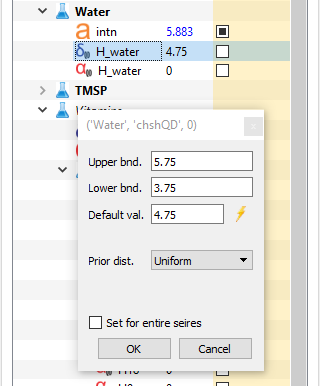 Water
a intn 5.883
δ(i) H_water 4.75
α(i) H_water 0
TMSP
('Water', 'chshQD', 0) x
Upper bnd. 5.75
Lower bnd. 3.75
Default val. 4.75
Prior dist. Uniform
Set for entire seires
OK Cancel